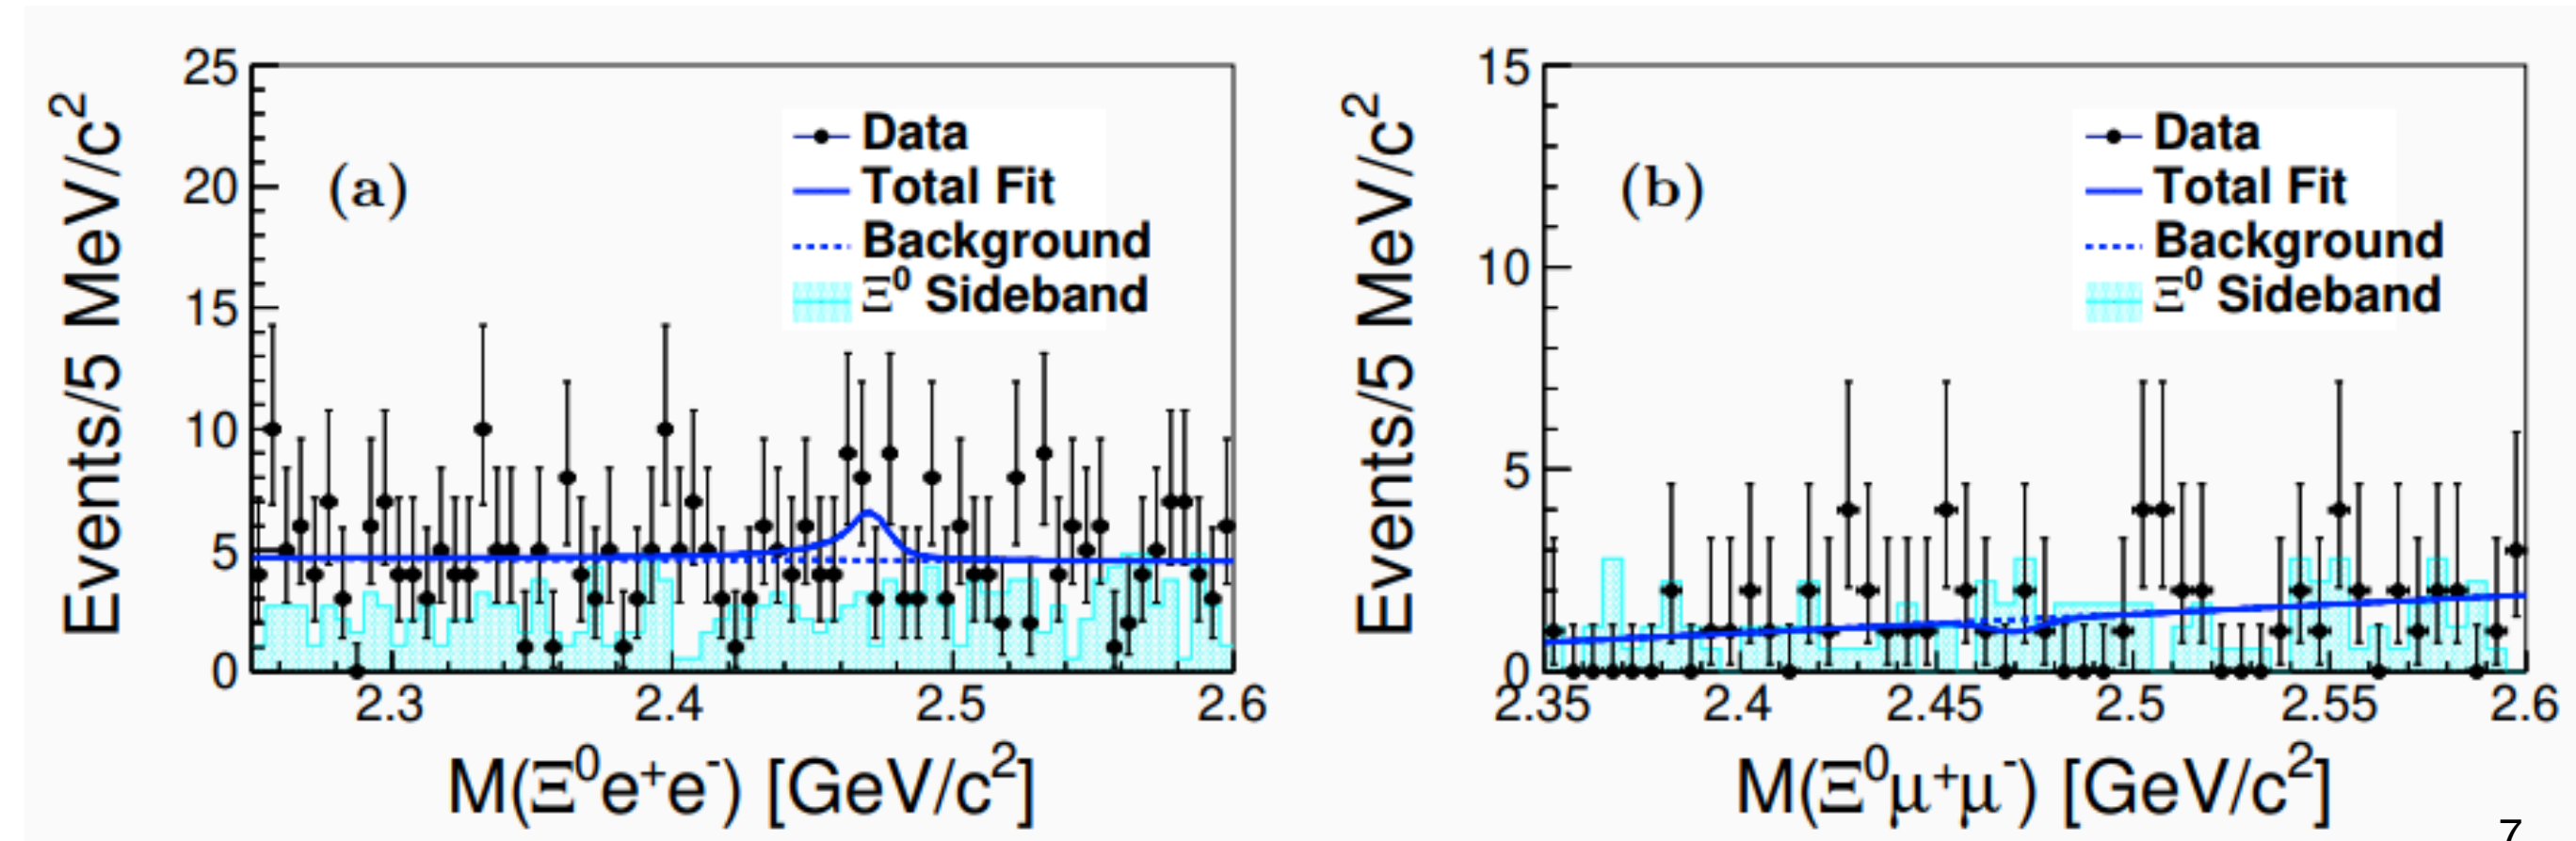 Events/5 MeV/c²
25
20
15
10
5
0
(a)
Data
Total Fit
Background
Ξ⁰ Sideband
2.3 2.4 2.5 2.6
M(Ξ⁰e⁺e⁻) [GeV/c²]
Events/5 MeV/c²
15
10
5
0
(b)
Data
Total Fit
Background
Ξ⁰ Sideband
2.35 2.4 2.45 2.5 2.55 2.6
M(Ξ⁰μ⁺μ⁻) [GeV/c²]
7